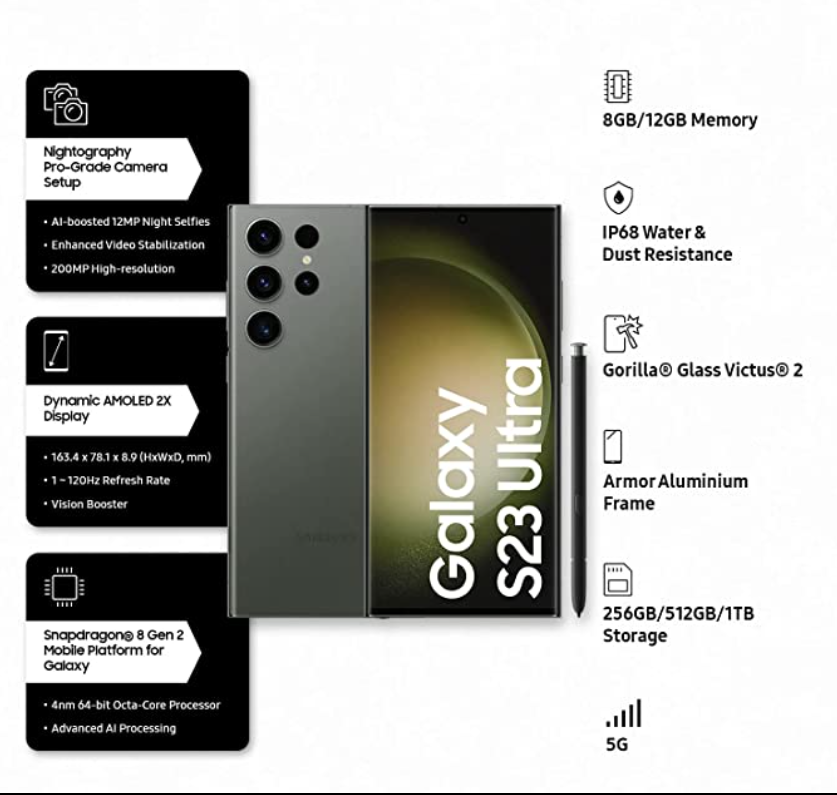 Nightography
Pro-Grade Camera
Setup
• AI-boosted 12MP Night Selfies
• Enhanced Video Stabilization
• 200MP High-resolution
Dynamic AMOLED 2X
Display
• 163.4 x 78.1 x 8.9 (HxWxD, mm)
• 1 ~ 120Hz Refresh Rate
• Vision Booster
Snapdragon® 8 Gen 2
Mobile Platform for
Galaxy
• 4nm 64-bit Octa-Core Processor
• Advanced AI Processing
SAMSUNG
Galaxy
S23 Ultra
8GB/12GB Memory
IP68 Water &
Dust Resistance
Gorilla® Glass Victus® 2
Armor Aluminium
Frame
256GB/512GB/1TB
Storage
5G